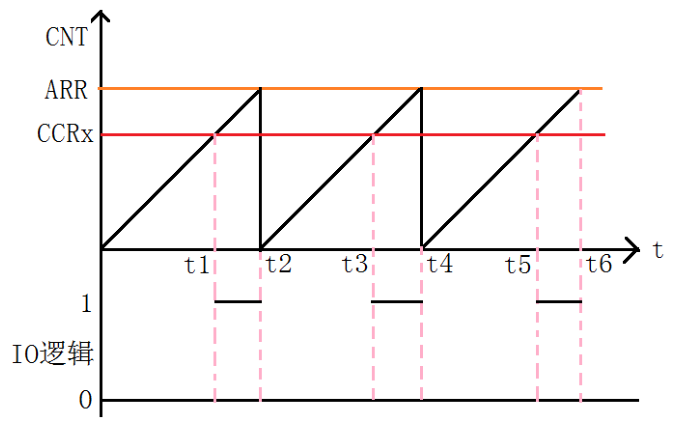 CNT
ARR
CCRx
t1 t2 t3 t4 t5 t6 t
1
IO逻辑
0